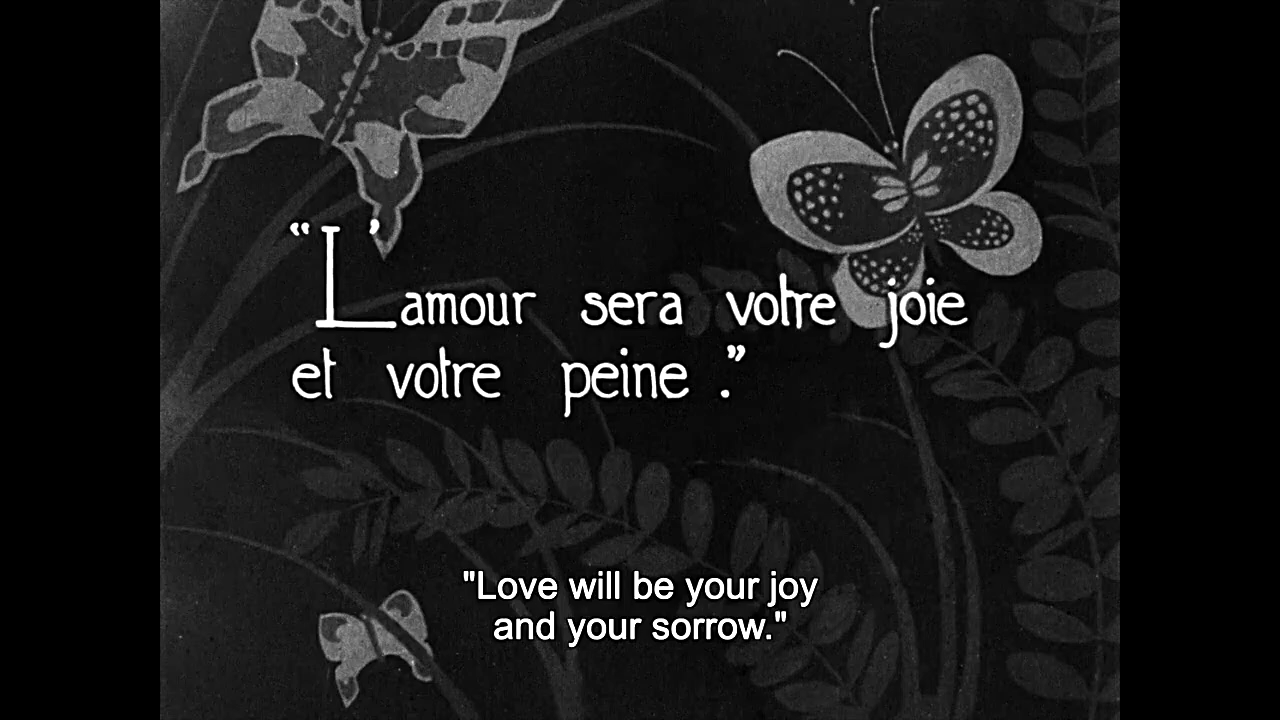 “L'amour sera votre joie
et votre peine.”
"Love will be your joy
and your sorrow."